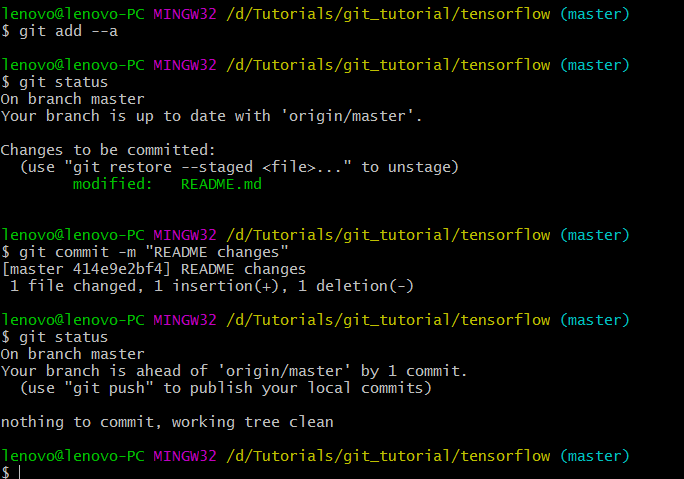 lenovo@lenovo-PC MINGW32 /d/Tutorials/git_tutorial/tensorflow (master)
$ git add --a
lenovo@lenovo-PC MINGW32 /d/Tutorials/git_tutorial/tensorflow (master)
$ git status
On branch master
Your branch is up to date with 'origin/master'.
Changes to be committed:
  (use "git restore --staged <file>..." to unstage)
        modified:   README.md
lenovo@lenovo-PC MINGW32 /d/Tutorials/git_tutorial/tensorflow (master)
$ git commit -m "README changes"
[master 414e9e2bf4] README changes
 1 file changed, 1 insertion(+), 1 deletion(-)
lenovo@lenovo-PC MINGW32 /d/Tutorials/git_tutorial/tensorflow (master)
$ git status
On branch master
Your branch is ahead of 'origin/master' by 1 commit.
  (use "git push" to publish your local commits)
nothing to commit, working tree clean
lenovo@lenovo-PC MINGW32 /d/Tutorials/git_tutorial/tensorflow (master)
$